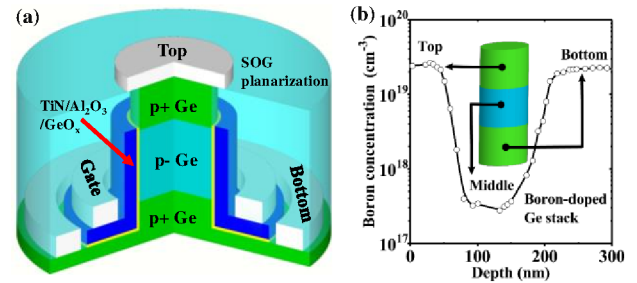 (a)
Top
SOG
planarization
TiN/Al2O3
/GeOx
p+ Ge
p- Ge
p+ Ge
Gate
Bottom
(b)
Boron concentration (cm-3)
10^20
10^19
10^18
10^17
Top
Bottom
Middle
Boron-doped
Ge stack
0
100
200
300
Depth (nm)